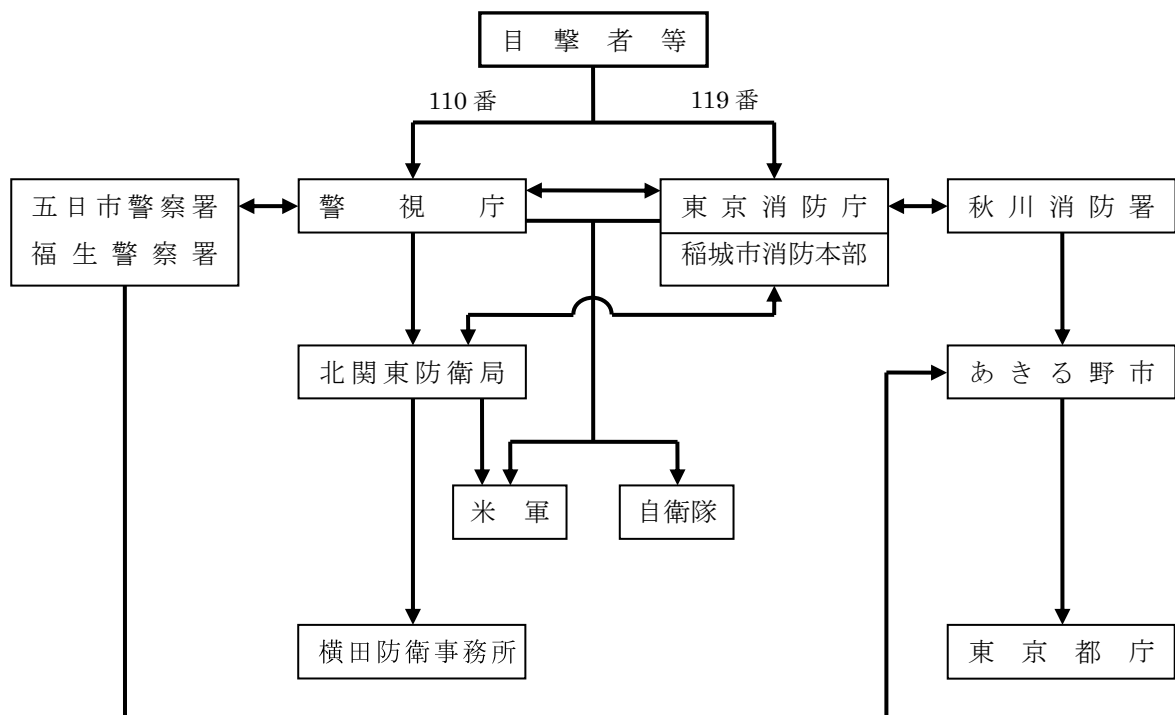 目撃者等
110番
119番
五日市警察署
福生警察署
警視庁
東京消防庁
稲城市消防本部
秋川消防署
北関東防衛局
あきる野市
米軍
自衛隊
横田防衛事務所
東京都庁